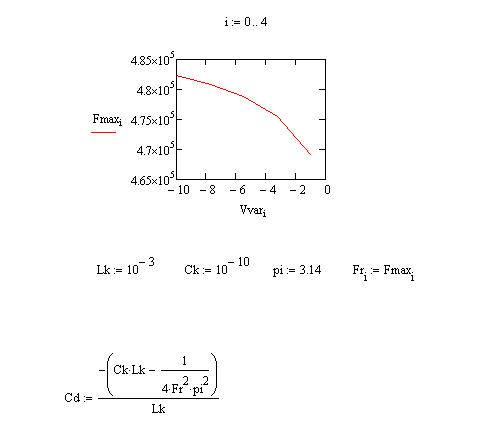 i := 0 .. 4
4.85×10^5
4.8×10^5
4.75×10^5
4.7×10^5
4.65×10^5
Fmax_i
−10 −8 −6 −4 −2 0
Vvar_i
Lk := 10^−3 Ck := 10^−10 pi := 3.14 Fr_i := Fmax_i
Cd := −(Ck·Lk − 1/(4·Fr^2·pi^2))/Lk